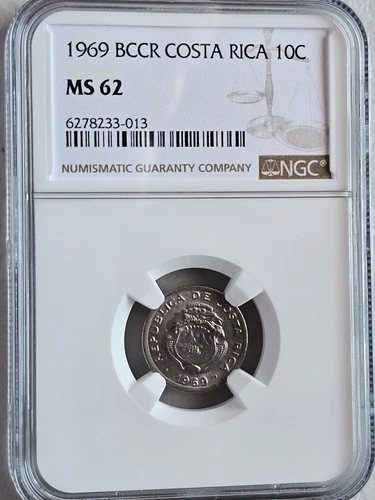 1969 BCCR COSTA RICA 10C
MS 62
6278233-013
NUMISMATIC GUARANTY COMPANY NGC®
REPUBLICA DE COSTA RICA
1969